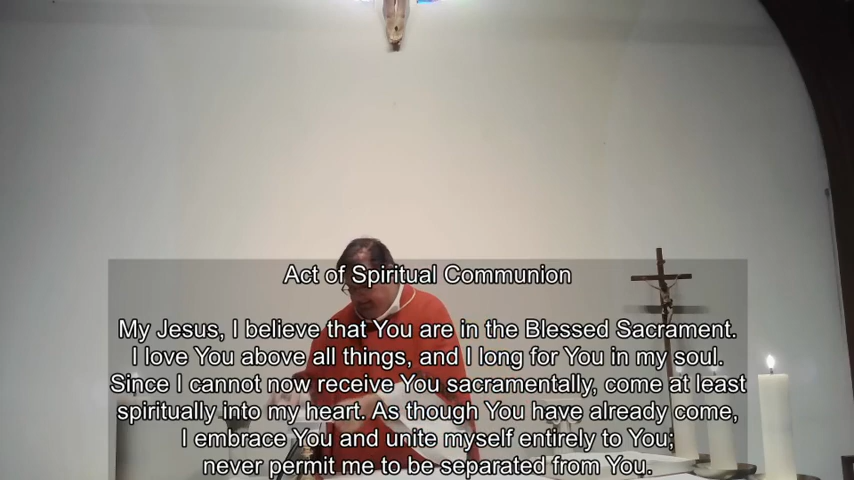 Act of Spiritual Communion
My Jesus, I believe that You are in the Blessed Sacrament.
I love You above all things, and I long for You in my soul.
Since I cannot now receive You sacramentally, come at least
spiritually into my heart. As though You have already come,
I embrace You and unite myself entirely to You;
never permit me to be separated from You.